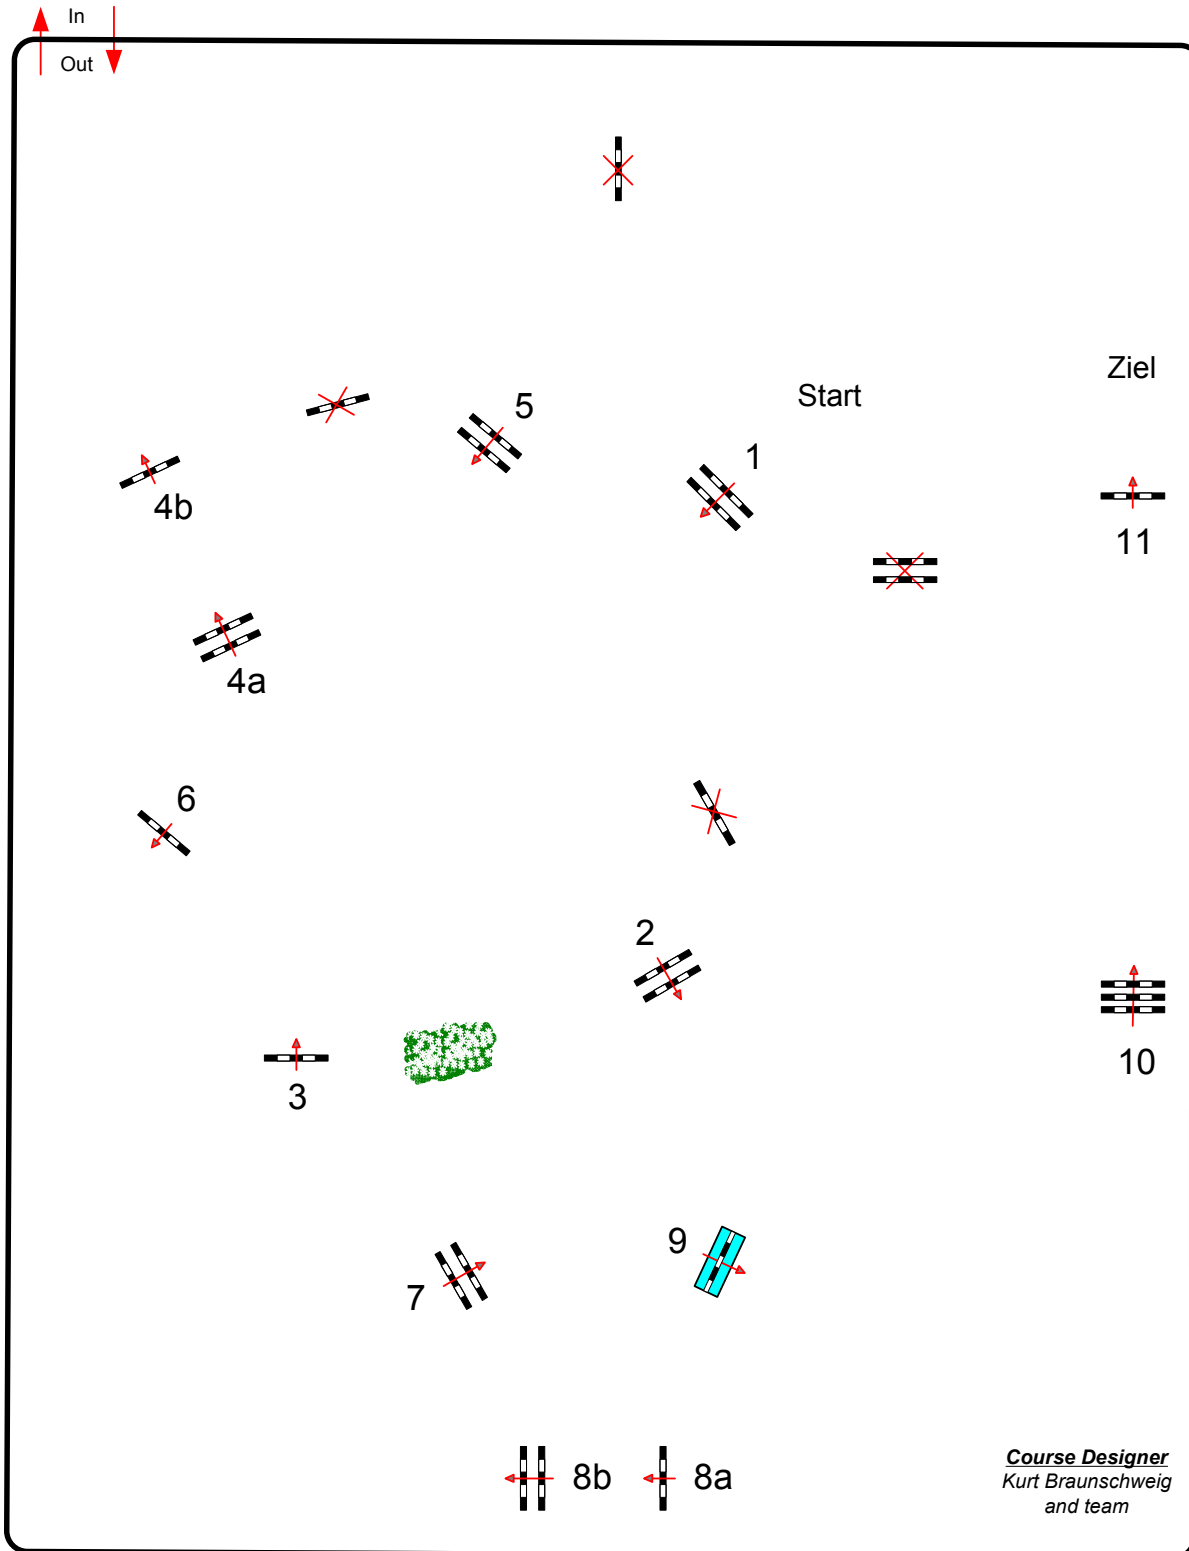 In
Out
Ziel
Start
5
1
4b
11
4a
6
2
10
3
9
7
8b
8a
Course Designer
Kurt Braunschweig
and team